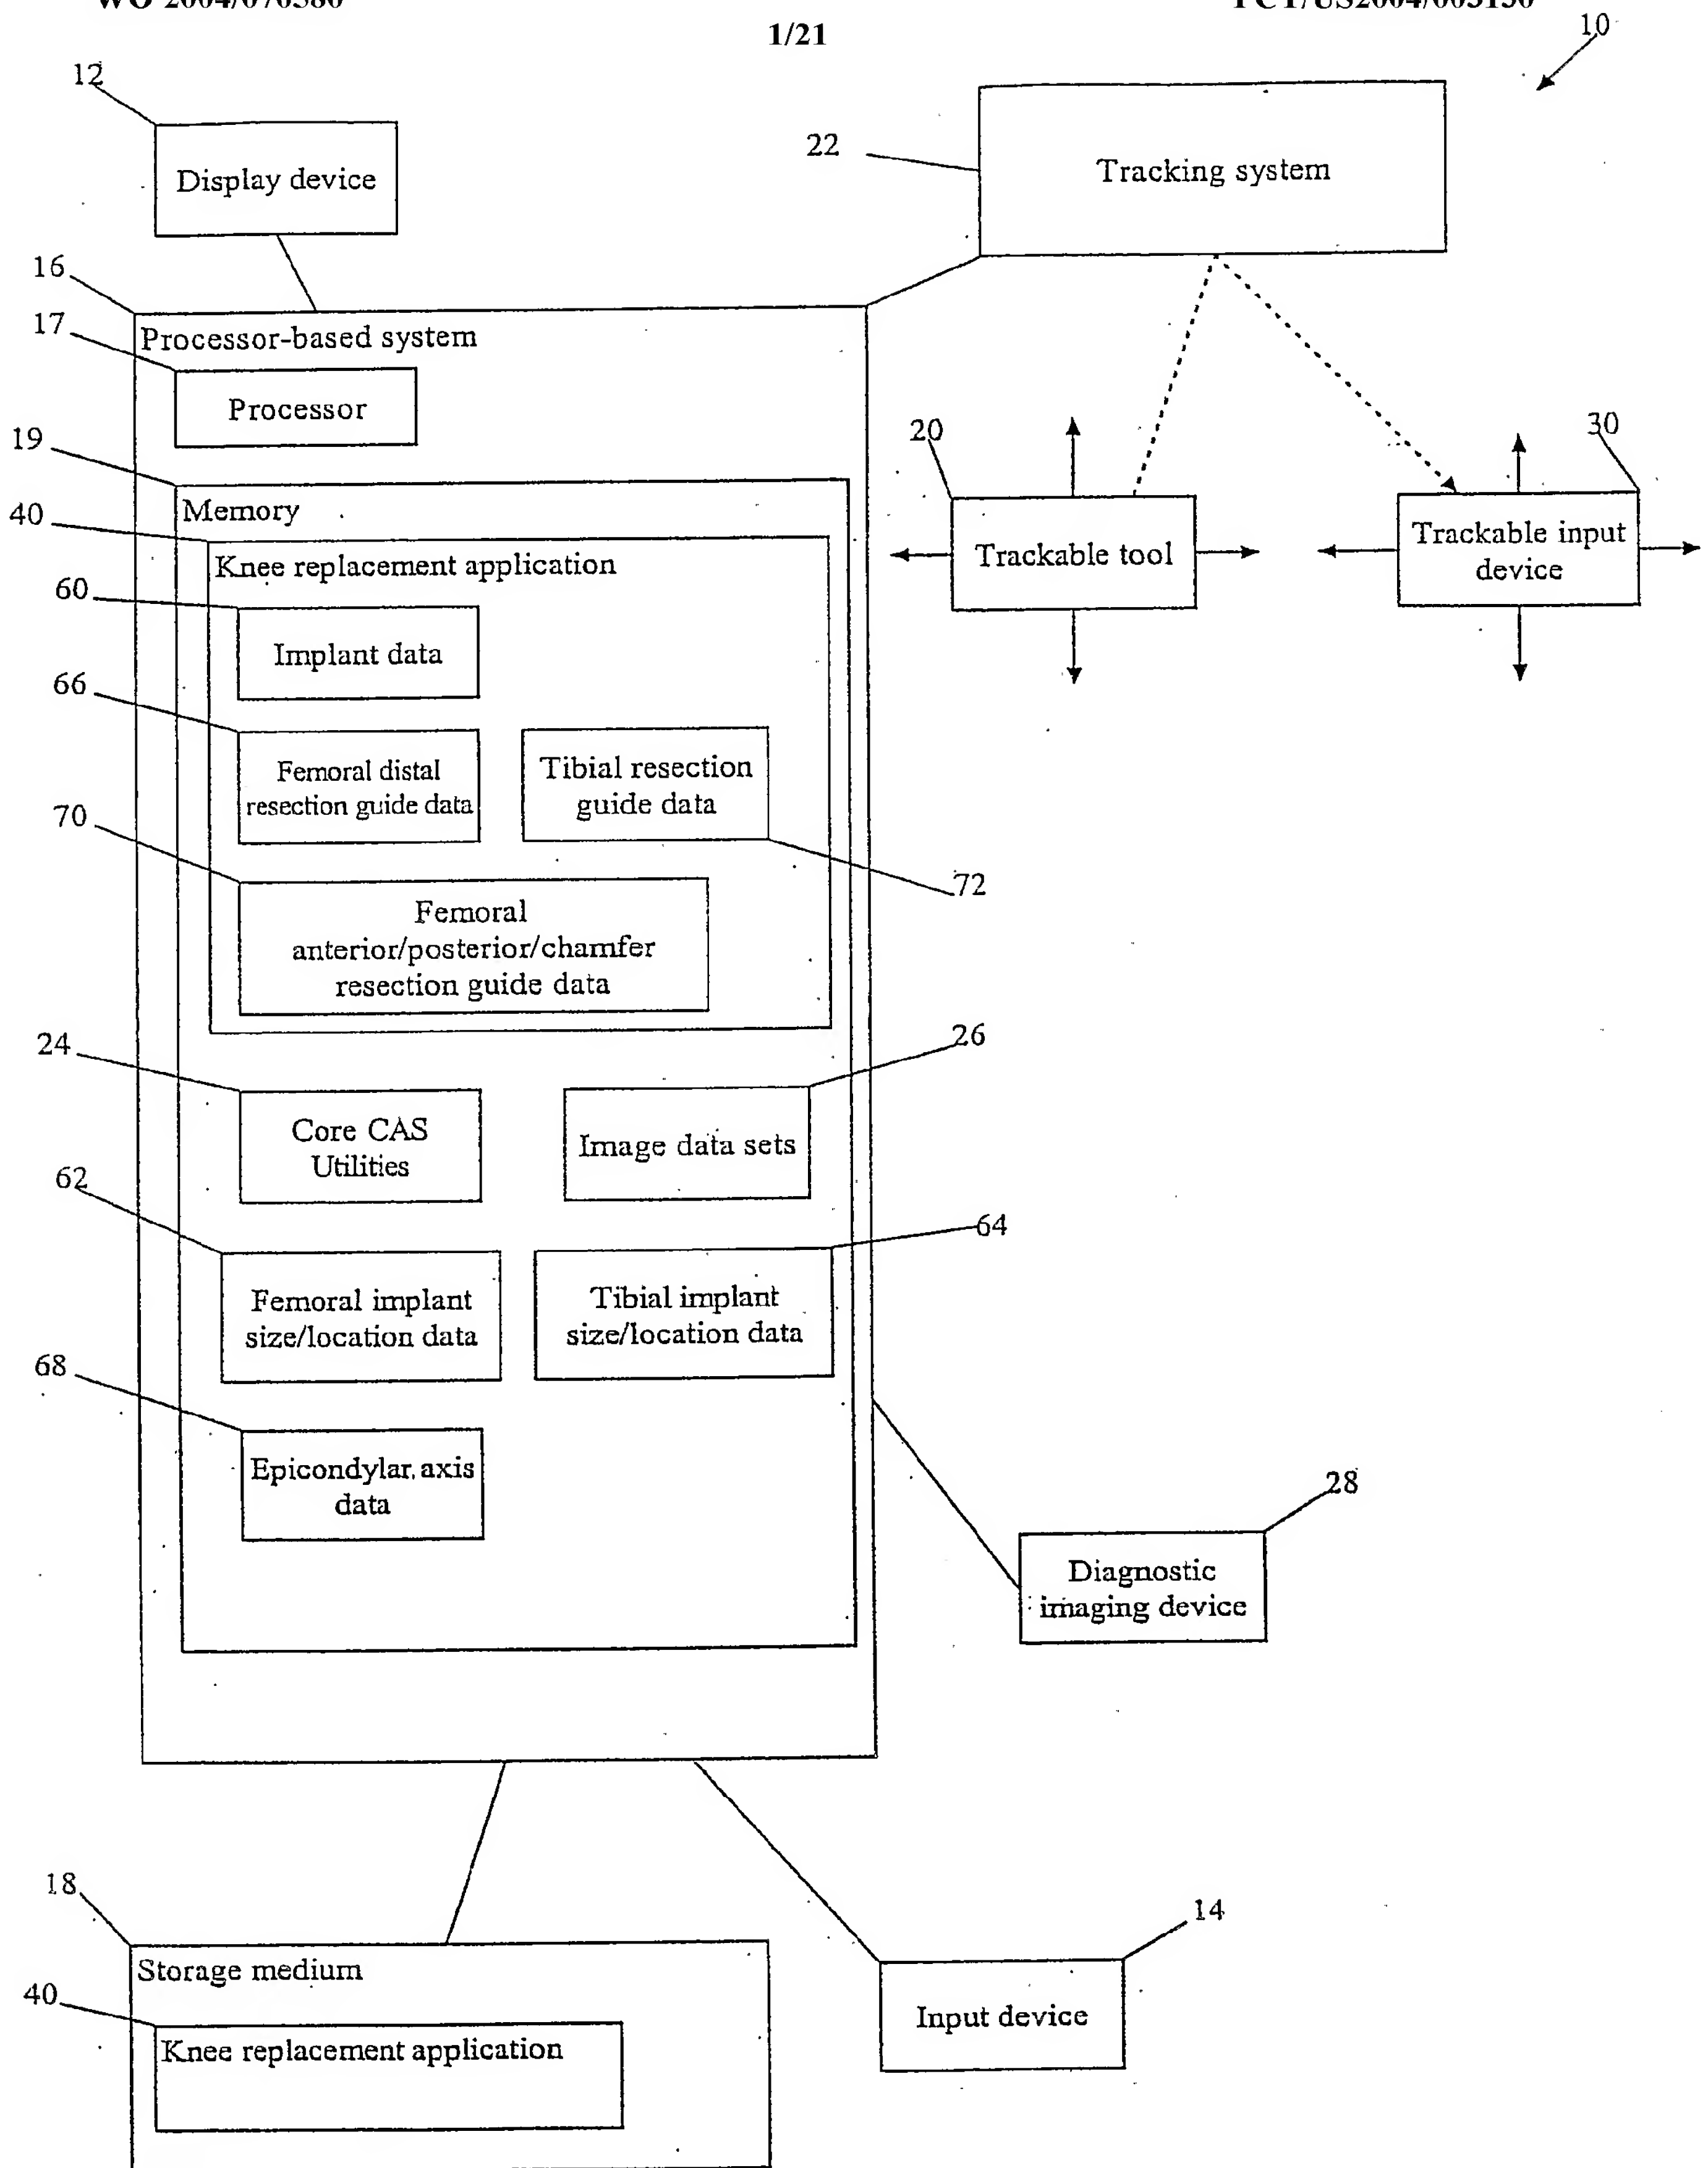 1/21
10
12
22
Display device
Tracking system
16
17
Processor-based system
Processor
19
20
30
Memory
40
Knee replacement application
Trackable tool
Trackable input
device
60
Implant data
66
Femoral distal
resection guide data
Tibial resection
guide data
70
72
Femoral
anterior/posterior/chamfer
resection guide data
24
26
Core CAS
Utilities
Image data sets
62
64
Femoral implant
size/location data
Tibial implant
size/location data
68
Epicondylar axis
data
28
Diagnostic
imaging device
18
14
Storage medium
40
Knee replacement application
Input device